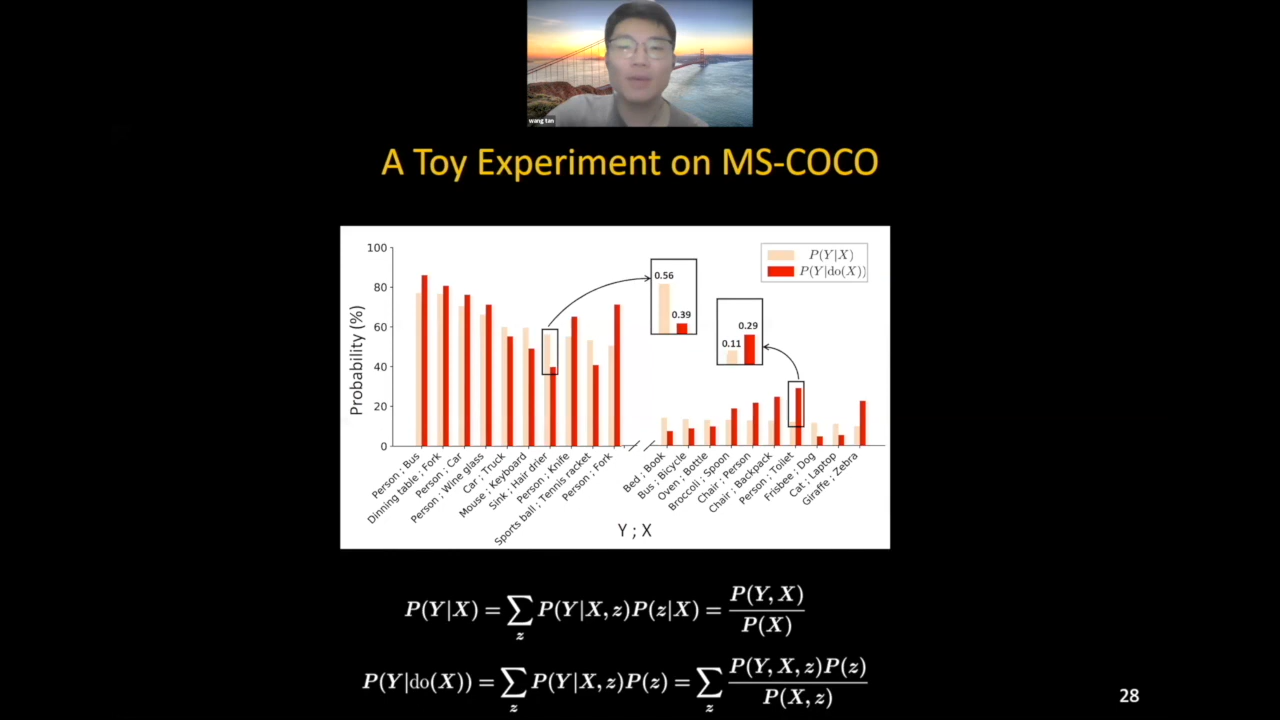 wang tan
A Toy Experiment on MS-COCO
100
80
60
40
20
0
Probability (%)
P(Y|X)
P(Y|do(X))
0.56
0.39
0.11
0.29
Person ; Bus
Dinning table ; Fork
Person ; Car
Person ; Wine glass
Car ; Truck
Mouse ; Keyboard
Sink ; Hair drier
Person ; Knife
Sports ball ; Tennis racket
Person ; Fork
Bed ; Book
Bus ; Bicycle
Oven ; Bottle
Broccoli ; Spoon
Chair ; Person
Chair ; Backpack
Person ; Toilet
Frisbee ; Dog
Cat ; Laptop
Giraffe ; Zebra
Y ; X
P(Y|X) = ∑_z P(Y|X, z)P(z|X) = P(Y, X) / P(X)
P(Y|do(X)) = ∑_z P(Y|X, z)P(z) = ∑_z P(Y, X, z)P(z) / P(X, z)
28